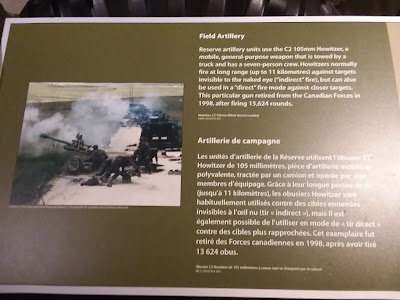 Field Artillery
Reserve artillery units use the C2 105mm Howitzer, a
mobile, general-purpose weapon that is towed by a
truck and has a seven-person crew. Howitzers normally
fire at long range (up to 11 kilometres) against targets
invisible to the naked eye ("indirect" fire), but can also
be used in a "direct" fire mode against closer targets.
This particular gun retired from the Canadian Forces in
1998, after firing 13,624 rounds.
Artillerie de campagne
Les unités d'artillerie de la Réserve utilisent l'obusier C2
Howitzer de 105 millimètres, pièce d'artillerie mobile et
polyvalente, tractée par un camion et opérée par sept
membres d'équipage. Grâce à leur longue portée de tir
(jusqu'à 11 kilomètres), les obusiers Howitzer sont
habituellement utilisés contre des cibles ennemies
invisibles à l'œil nu (tir « indirect »), mais il est
également possible de l'utiliser en mode de « tir direct »
contre des cibles plus rapprochées. Cet exemplaire fut
retiré des Forces canadiennes en 1998, après avoir tiré
13 624 obus.